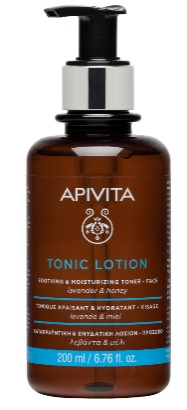 APIVITA
TONIC LOTION
SOOTHING & MOISTURIZING TONER - FACE
lavender & honey
TONIQUE APAISANT & HYDRATANT - VISAGE
lavande & miel
ΚΑΤΑΠΡΑΫΝΤΙΚΗ & ΕΝΥΔΑΤΙΚΗ ΛΟΣΙΟΝ - ΠΡΟΣΩΠΟ
λεβάντα & μέλι
200 ml / 6.76 fl. oz.